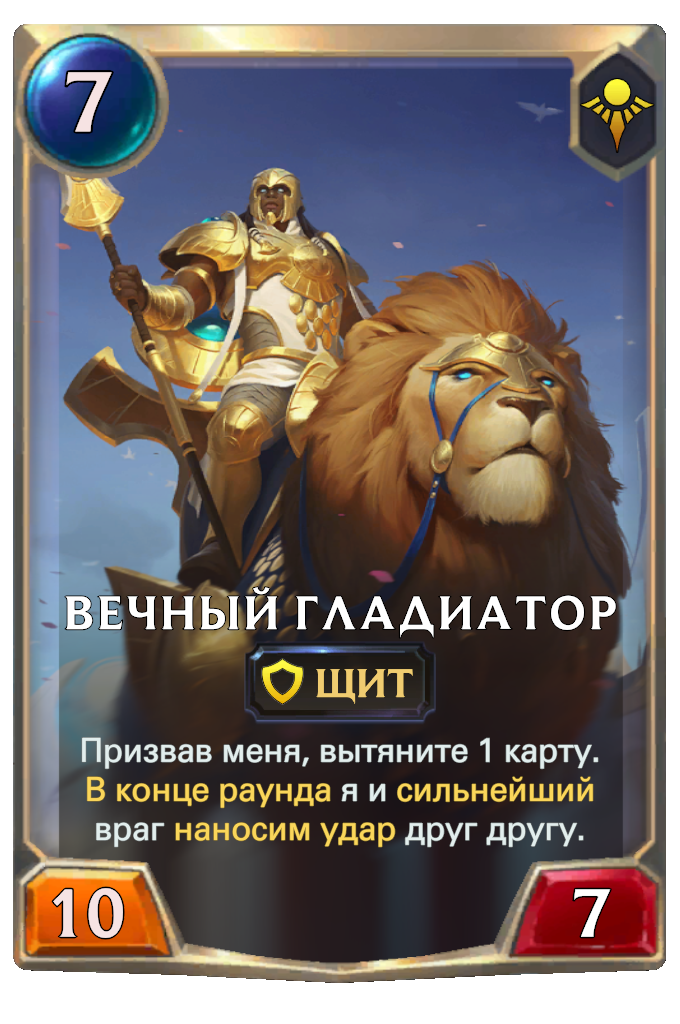 7
ВЕЧНЫЙ ГЛАДИАТОР
ЩИТ
Призвав меня, вытяните 1 карту.
В конце раунда я и сильнейший
враг наносим удар друг другу.
10
7